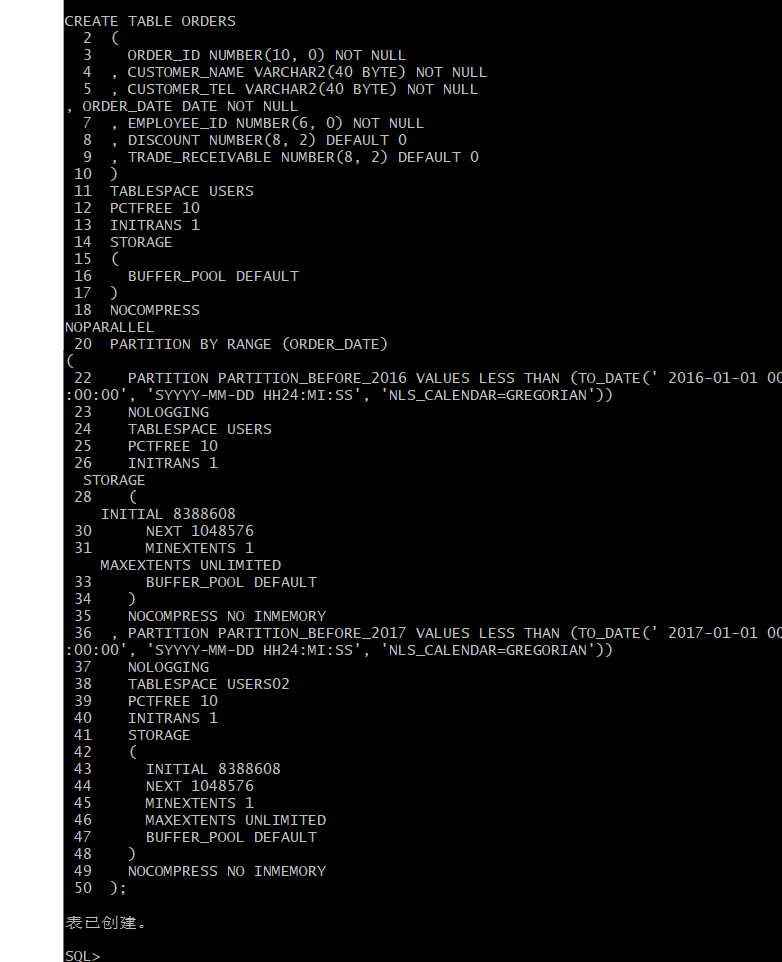 CREATE TABLE ORDERS
  2  (
  3    ORDER_ID NUMBER(10, 0) NOT NULL
  4  , CUSTOMER_NAME VARCHAR2(40 BYTE) NOT NULL
  5  , CUSTOMER_TEL VARCHAR2(40 BYTE) NOT NULL
, ORDER_DATE DATE NOT NULL
  7  , EMPLOYEE_ID NUMBER(6, 0) NOT NULL
  8  , DISCOUNT NUMBER(8, 2) DEFAULT 0
  9  , TRADE_RECEIVABLE NUMBER(8, 2) DEFAULT 0
 10  )
 11  TABLESPACE USERS
 12  PCTFREE 10
 13  INITRANS 1
 14  STORAGE
 15  (
 16    BUFFER_POOL DEFAULT
 17  )
 18  NOCOMPRESS
NOPARALLEL
 20  PARTITION BY RANGE (ORDER_DATE)
(
 22    PARTITION PARTITION_BEFORE_2016 VALUES LESS THAN (TO_DATE(' 2016-01-01 00
:00:00', 'SYYYY-MM-DD HH24:MI:SS', 'NLS_CALENDAR=GREGORIAN'))
 23    NOLOGGING
 24    TABLESPACE USERS
 25    PCTFREE 10
 26    INITRANS 1
  STORAGE
 28    (
    INITIAL 8388608
 30      NEXT 1048576
 31      MINEXTENTS 1
    MAXEXTENTS UNLIMITED
 33      BUFFER_POOL DEFAULT
 34    )
 35    NOCOMPRESS NO INMEMORY
 36  , PARTITION PARTITION_BEFORE_2017 VALUES LESS THAN (TO_DATE(' 2017-01-01 00
:00:00', 'SYYYY-MM-DD HH24:MI:SS', 'NLS_CALENDAR=GREGORIAN'))
 37    NOLOGGING
 38    TABLESPACE USERS02
 39    PCTFREE 10
 40    INITRANS 1
 41    STORAGE
 42    (
 43      INITIAL 8388608
 44      NEXT 1048576
 45      MINEXTENTS 1
 46      MAXEXTENTS UNLIMITED
 47      BUFFER_POOL DEFAULT
 48    )
 49    NOCOMPRESS NO INMEMORY
 50  );
表已创建。
SQL>